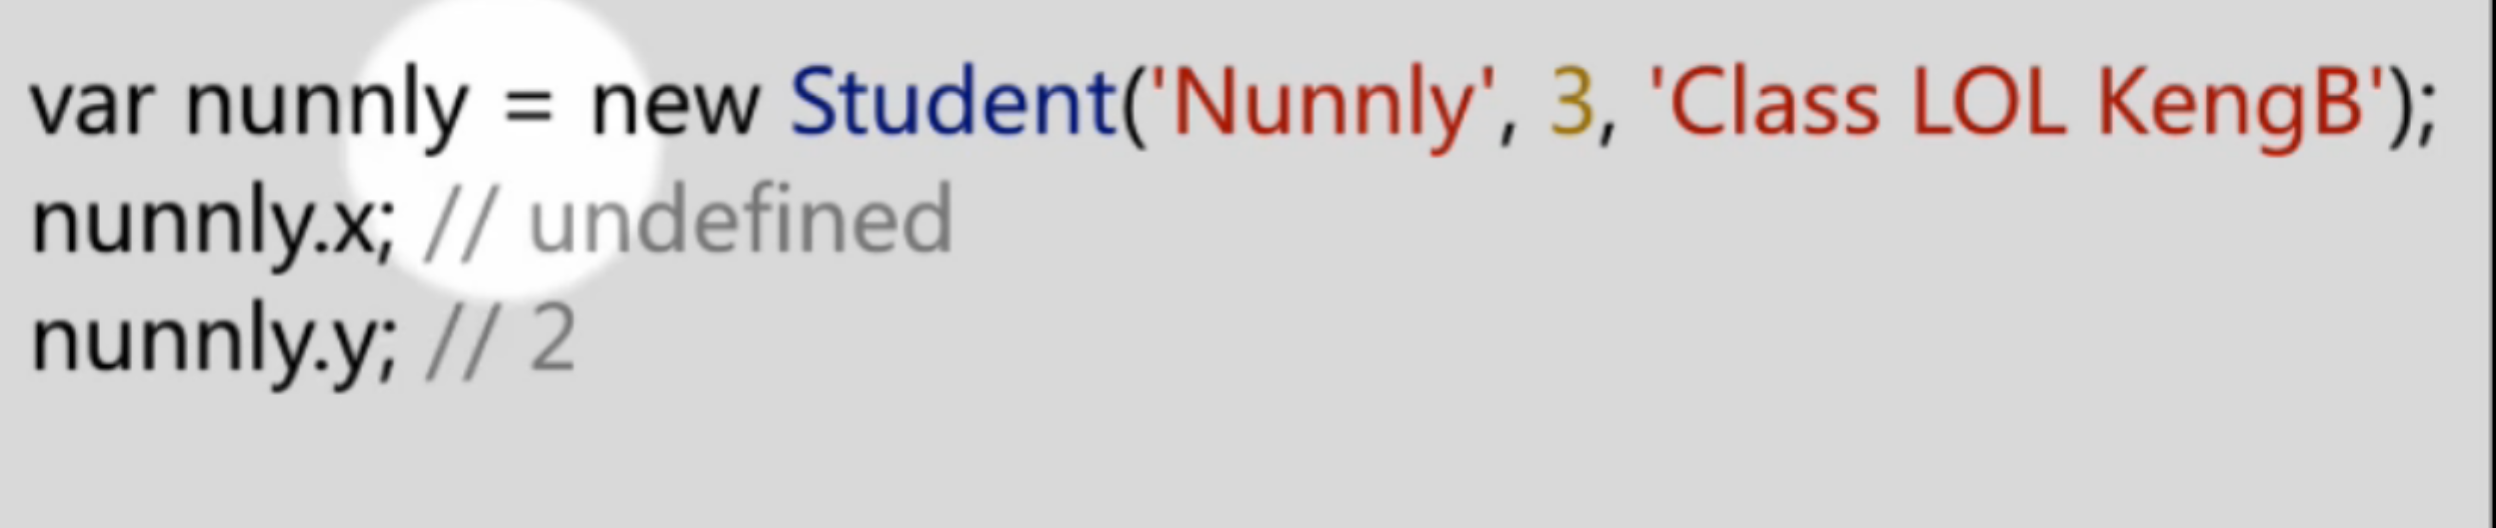 var nunnly = new Student('Nunnly', 3, 'Class LOL KengB');
nunnly.x; // undefined
nunnly.y; // 2